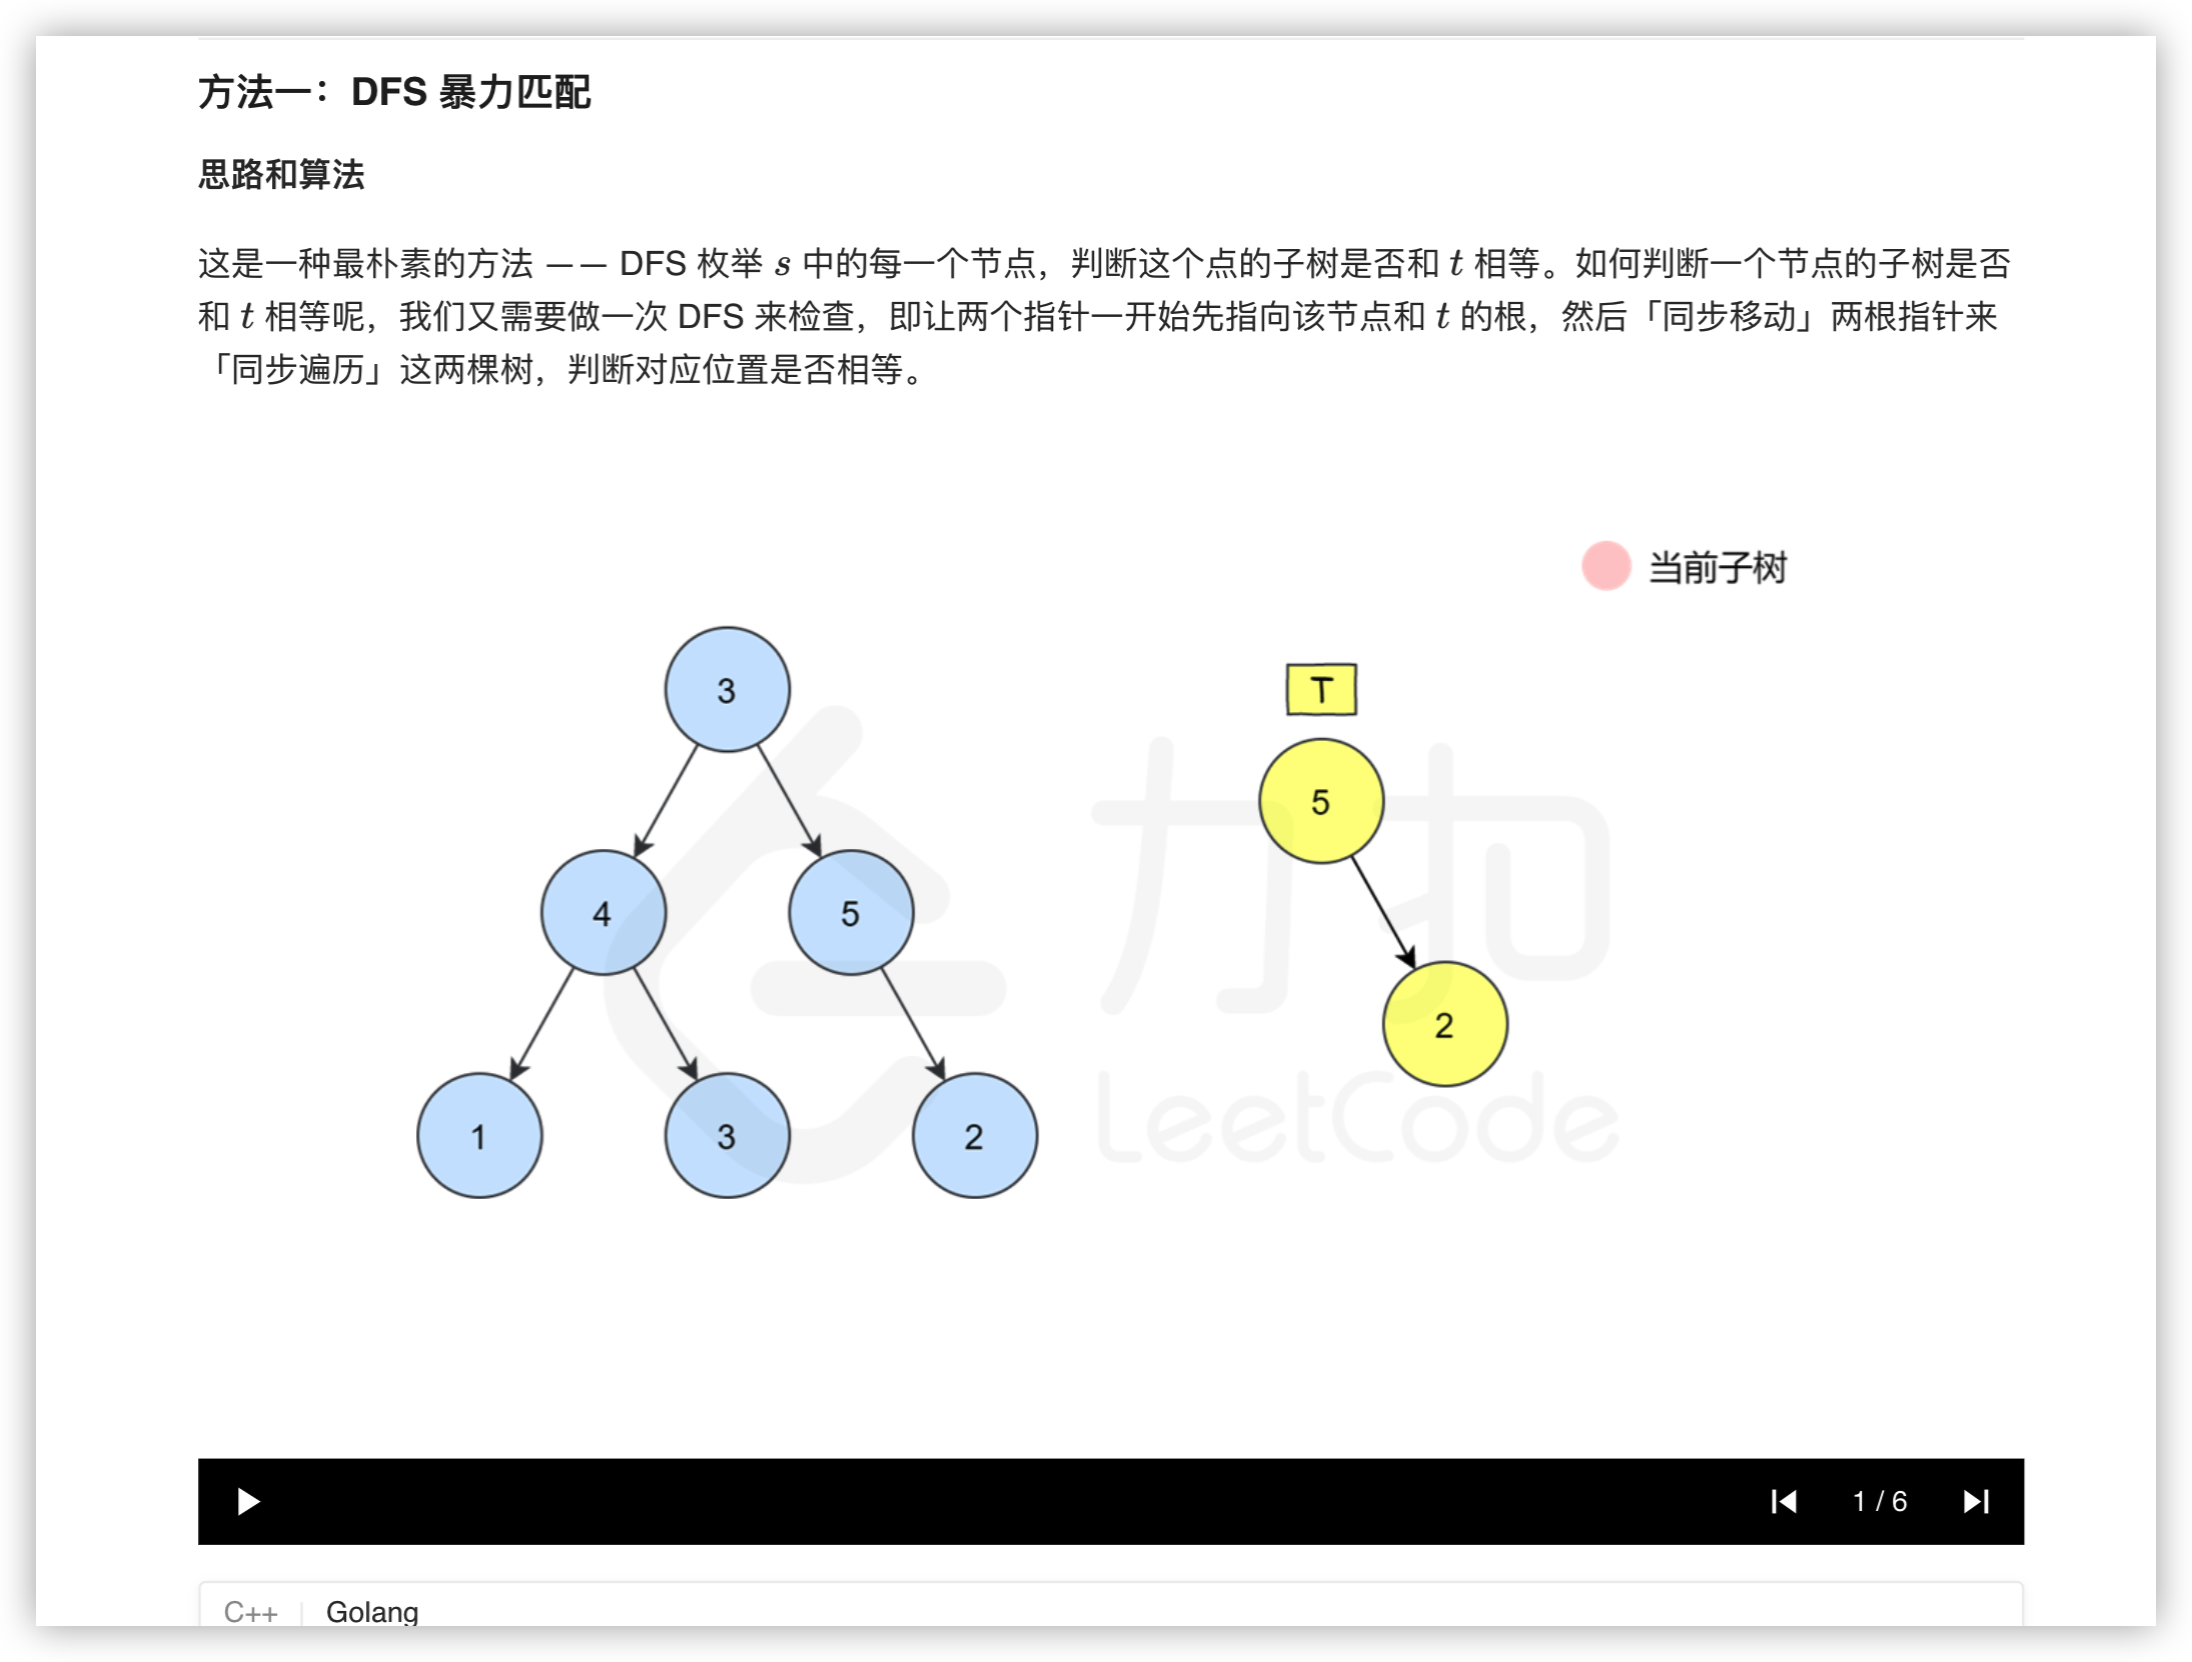 方法一：DFS 暴力匹配
思路和算法
这是一种最朴素的方法 —— DFS 枚举 s 中的每一个节点，判断这个点的子树是否和 t 相等。如何判断一个节点的子树是否
和 t 相等呢，我们又需要做一次 DFS 来检查，即让两个指针一开始先指向该节点和 t 的根，然后「同步移动」两根指针来
「同步遍历」这两棵树，判断对应位置是否相等。
当前子树
3
T
5
4
5
2
1
3
2
力扣
LeetCode
1 / 6
C++
Golang